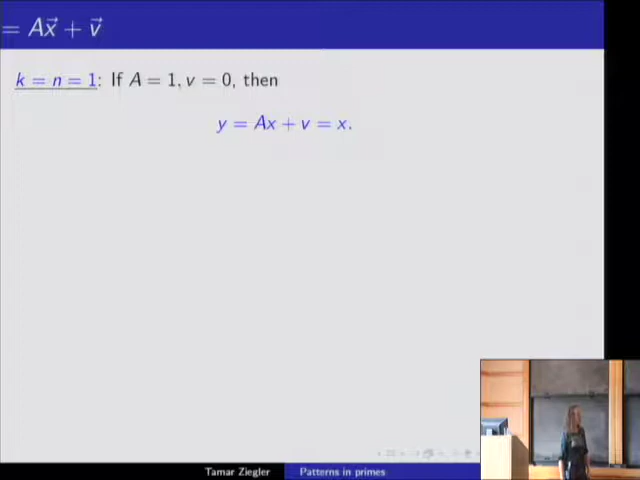 = Ax⃗ + v⃗
k = n = 1: If A = 1, v = 0, then
y = Ax + v = x.
Tamar Ziegler Patterns in primes